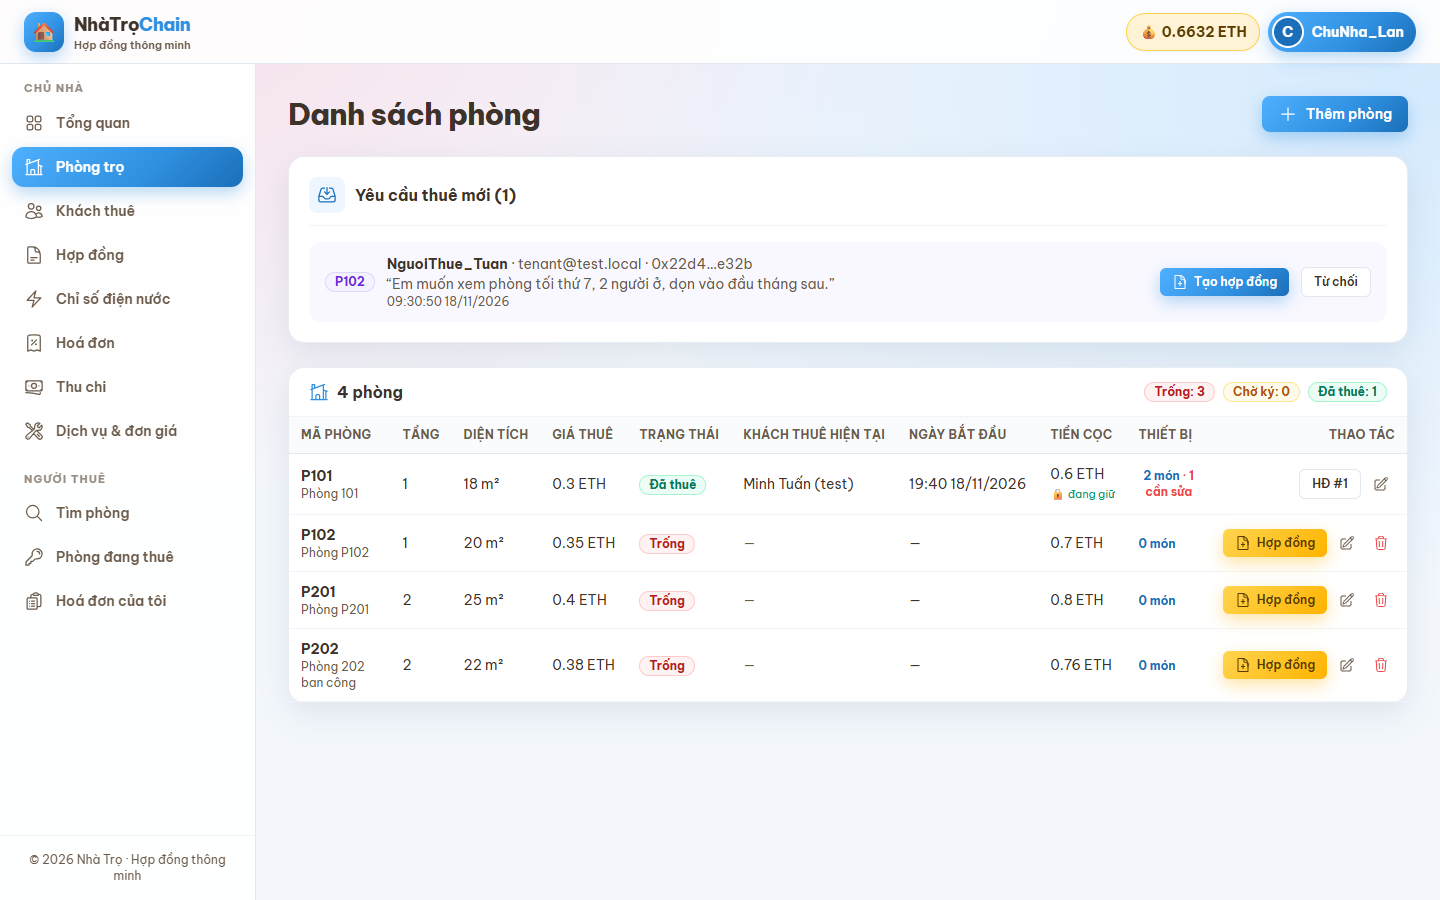 NhàTrọChain
Hợp đồng thông minh
0.6632 ETH
C
ChuNha_Lan
CHỦ NHÀ
Tổng quan
Phòng trọ
Khách thuê
Hợp đồng
Chỉ số điện nước
Hoá đơn
Thu chi
Dịch vụ & đơn giá
NGƯỜI THUÊ
Tìm phòng
Phòng đang thuê
Hoá đơn của tôi
© 2026 Nhà Trọ · Hợp đồng thông
minh
Danh sách phòng
Thêm phòng
Yêu cầu thuê mới (1)
P102
NguoiThue_Tuan · tenant@test.local · 0x22d4…e32b
“Em muốn xem phòng tối thứ 7, 2 người ở, dọn vào đầu tháng sau.”
09:30:50 18/11/2026
Tạo hợp đồng
Từ chối
4 phòng
Trống: 3
Chờ ký: 0
Đã thuê: 1
MÃ PHÒNG TẦNG DIỆN TÍCH GIÁ THUÊ TRẠNG THÁI KHÁCH THUÊ HIỆN TẠI NGÀY BẮT ĐẦU TIỀN CỌC THIẾT BỊ THAO TÁC
P101
Phòng 101
1
18 m²
0.3 ETH
Đã thuê
Minh Tuấn (test)
19:40 18/11/2026
0.6 ETH
đang giữ
2 món · 1
cần sửa
HĐ #1
P102
Phòng P102
1
20 m²
0.35 ETH
Trống
—
—
0.7 ETH
0 món
Hợp đồng
P201
Phòng P201
2
25 m²
0.4 ETH
Trống
—
—
0.8 ETH
0 món
Hợp đồng
P202
Phòng 202
ban công
2
22 m²
0.38 ETH
Trống
—
—
0.76 ETH
0 món
Hợp đồng